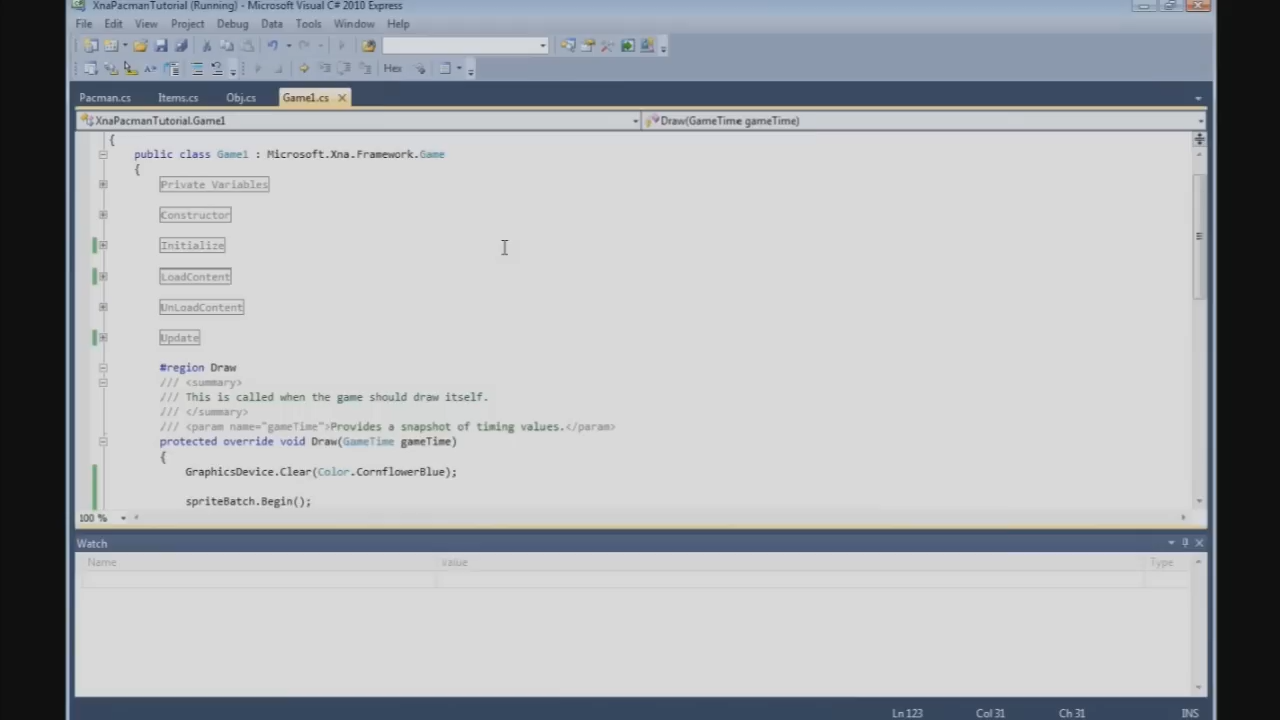 XnaPacmanTutorial (Running) - Microsoft Visual C# 2010 Express
File Edit View Project Debug Data Tools Window Help
Hex
Pacman.cs Items.cs Obj.cs Game1.cs
XnaPacmanTutorial.Game1 Draw(GameTime gameTime)
{
public class Game1 : Microsoft.Xna.Framework.Game
{
Private Variables
Constructor
Initialize
LoadContent
UnLoadContent
Update
#region Draw
/// <summary>
/// This is called when the game should draw itself.
/// </summary>
/// <param name="gameTime">Provides a snapshot of timing values.</param>
protected override void Draw(GameTime gameTime)
{
GraphicsDevice.Clear(Color.CornflowerBlue);
spriteBatch.Begin();
100 %
Watch
Name Value Type
Ln 123 Col 31 Ch 31 INS